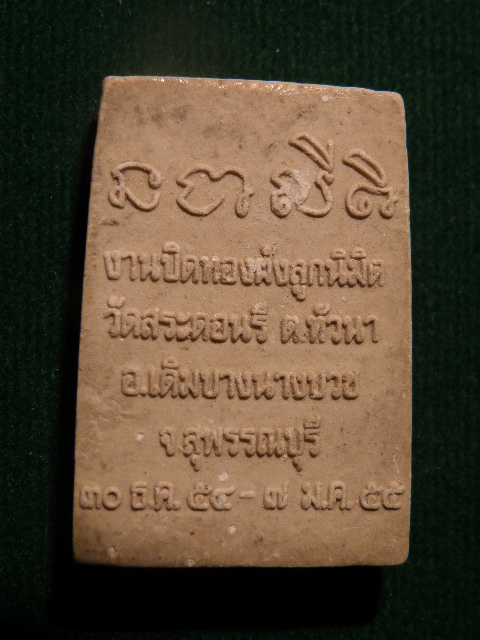 งานปิดทองฝังลูกนิมิต
วัดสระดอนรี ต.หัวนา
อ.เดิมบางนางบวช
จ.สุพรรณบุรี
๓๐ ธ.ค. ๕๔ - ๗ ม.ค. ๕๕